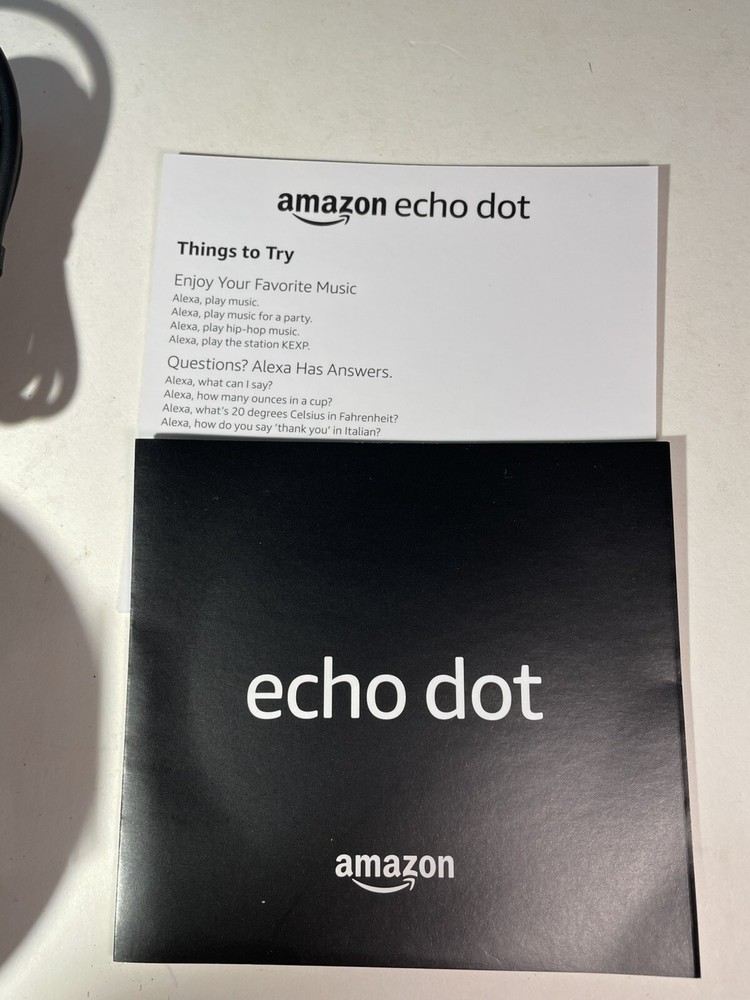 amazon echo dot
Things to Try
Enjoy Your Favorite Music
Alexa, play music.
Alexa, play music for a party.
Alexa, play hip-hop music.
Alexa, play the station KEXP.
Questions? Alexa Has Answers.
Alexa, what can I say?
Alexa, how many ounces in a cup?
Alexa, what's 20 degrees Celsius in Fahrenheit?
Alexa, how do you say 'thank you' in Italian?
echo dot
amazon